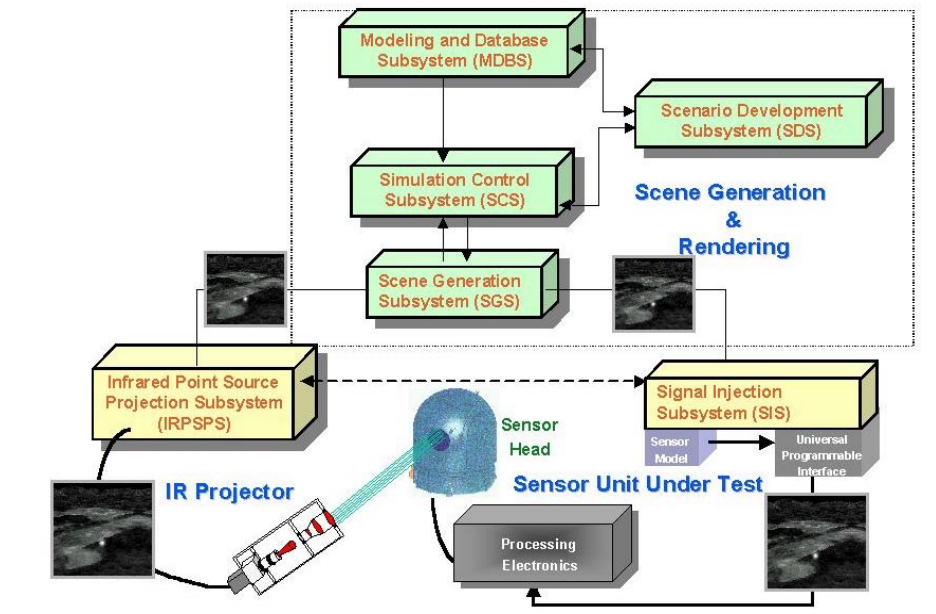 Modeling and Database
Subsystem (MDBS)
Scenario Development
Subsystem (SDS)
Simulation Control
Subsystem (SCS)
Scene Generation
&
Rendering
Scene Generation
Subsystem (SGS)
Infrared Point Source
Projection Subsystem
(IRPSPS)
Signal Injection
Subsystem (SIS)
Sensor
Model
Universal
Programmable
Interface
Sensor
Head
IR Projector
Sensor Unit Under Test
Processing
Electronics